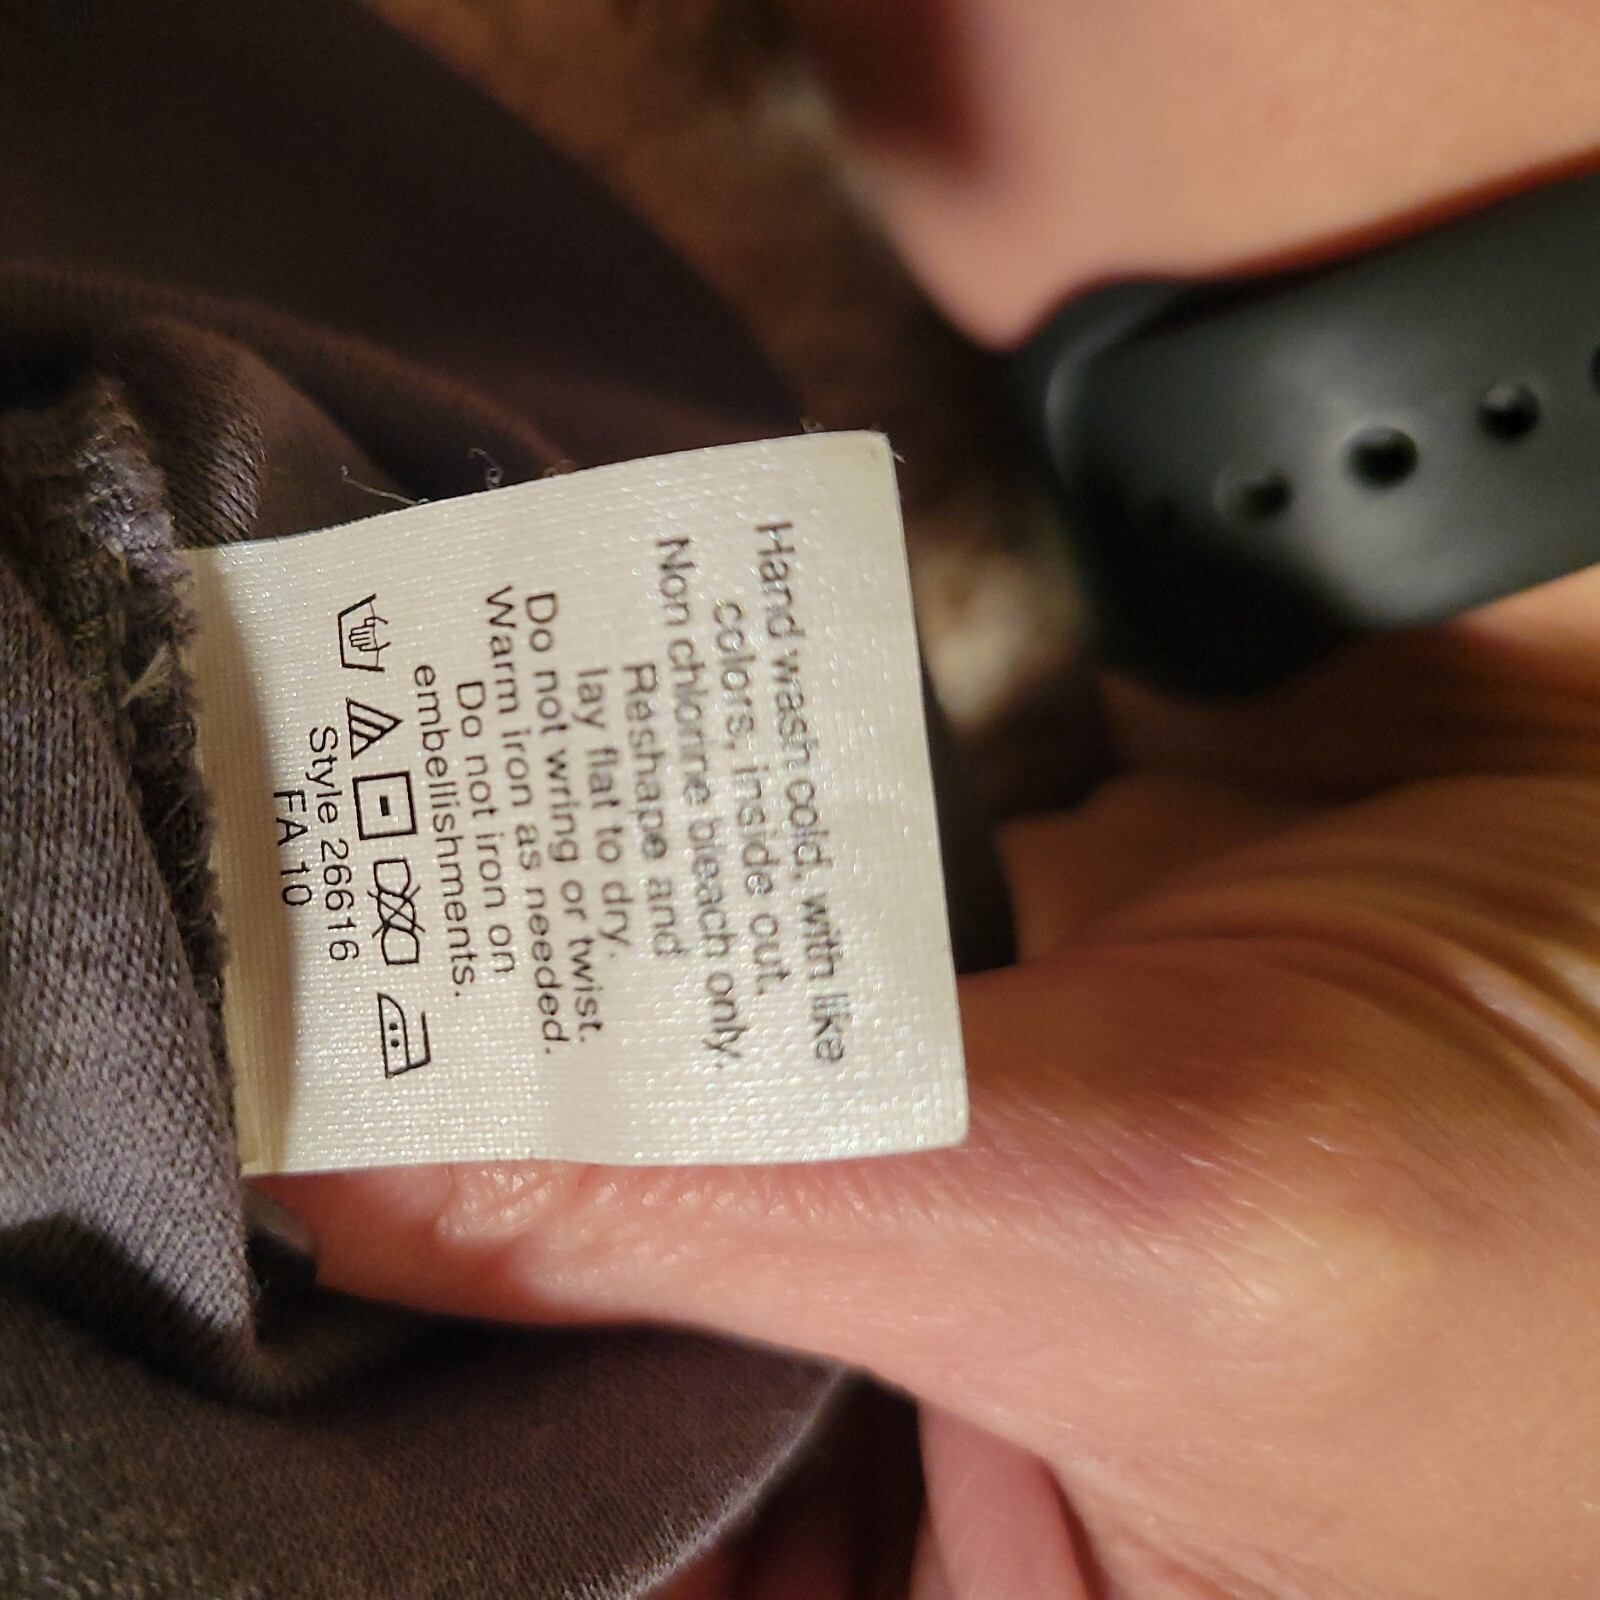 Hand wash cold, with like
colors, inside out.
Non chlorine bleach only.
Reshape and
lay flat to dry.
Do not wring or twist.
Warm iron as needed.
Do not iron on
embellishments.
Style 26616
FA 10